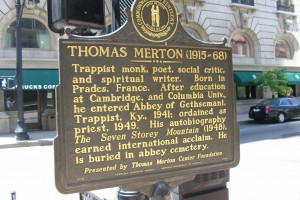 THOMAS MERTON (1915-68)
Trappist monk, poet, social critic,
and spiritual writer. Born in
Prades, France. After education
at Cambridge, and Columbia Univ.,
he entered Abbey of Gethsemani,
Trappist, Ky., 1941; ordained as
priest, 1949. His autobiography
The Seven Storey Mountain (1948),
earned international acclaim. He
is buried in abbey cemetery.
Presented by Thomas Merton Center Foundation